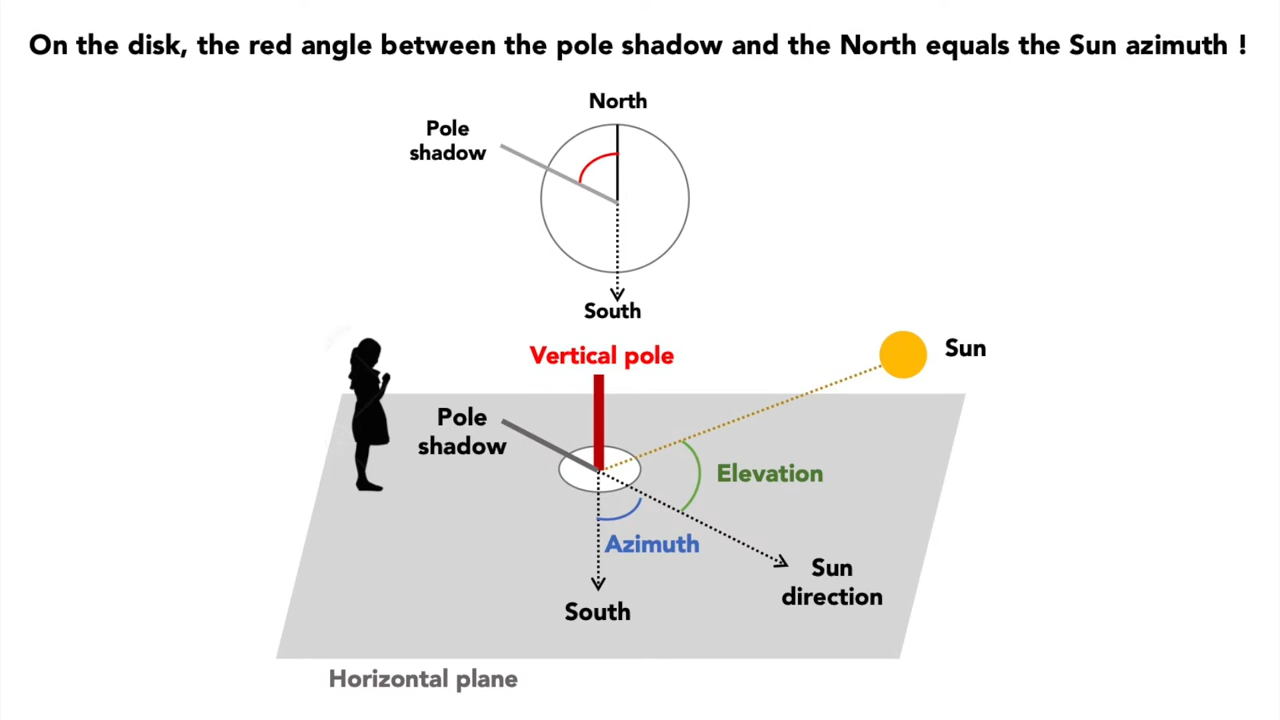 On the disk, the red angle between the pole shadow and the North equals the Sun azimuth !
North
Pole
shadow
South
Vertical pole
Sun
Pole
shadow
Elevation
Azimuth
Sun
direction
South
Horizontal plane